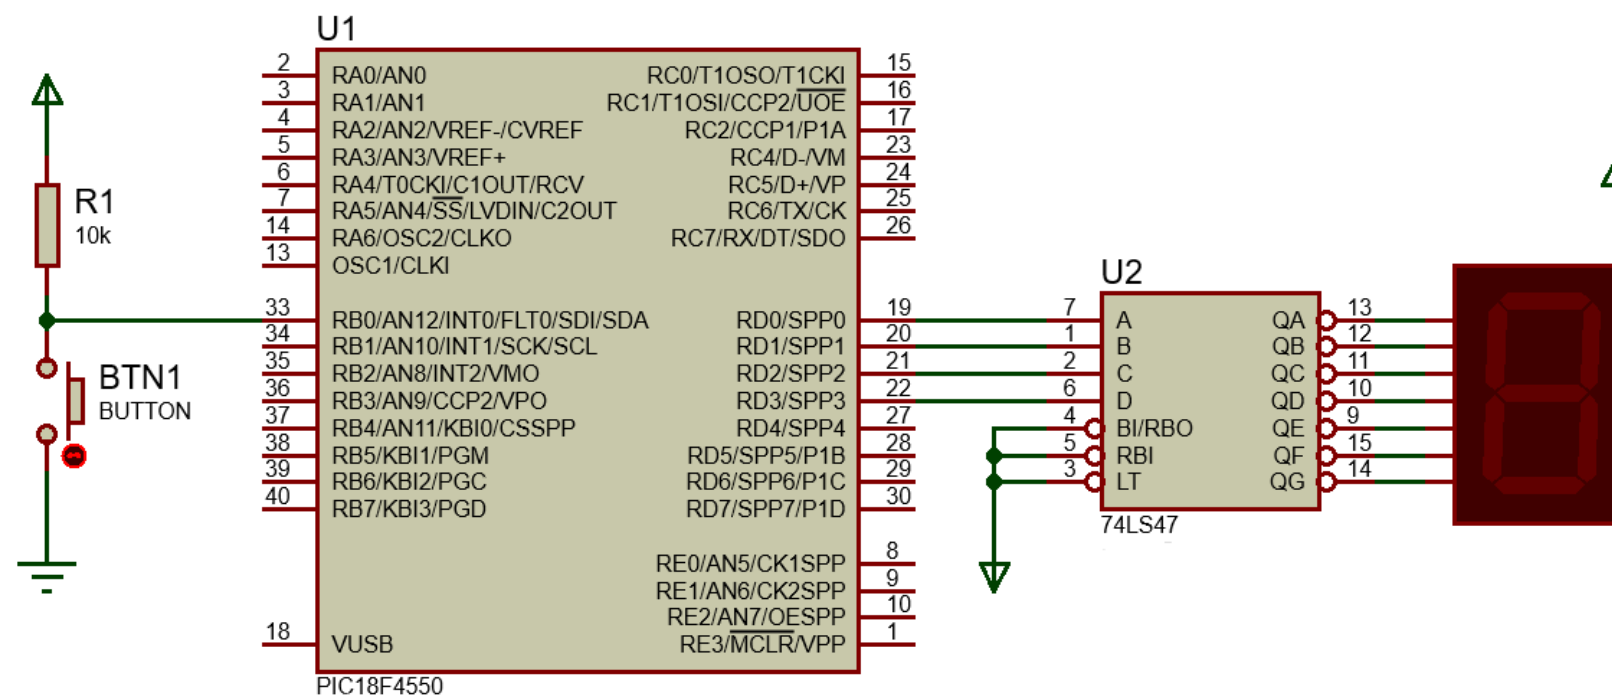 U1
2 RA0/AN0 RC0/T1OSO/T1CKI 15
3 RA1/AN1 RC1/T1OSI/CCP2/UOE 16
4 RA2/AN2/VREF-/CVREF RC2/CCP1/P1A 17
5 RA3/AN3/VREF+ RC4/D-/VM 23
6 RA4/T0CKI/C1OUT/RCV RC5/D+/VP 24
7 RA5/AN4/SS/LVDIN/C2OUT RC6/TX/CK 25
14 RA6/OSC2/CLKO RC7/RX/DT/SDO 26
13 OSC1/CLKI
33 RB0/AN12/INT0/FLT0/SDI/SDA RD0/SPP0 19
34 RB1/AN10/INT1/SCK/SCL RD1/SPP1 20
35 RB2/AN8/INT2/VMO RD2/SPP2 21
36 RB3/AN9/CCP2/VPO RD3/SPP3 22
37 RB4/AN11/KBI0/CSSPP RD4/SPP4 27
38 RB5/KBI1/PGM RD5/SPP5/P1B 28
39 RB6/KBI2/PGC RD6/SPP6/P1C 29
40 RB7/KBI3/PGD RD7/SPP7/P1D 30
RE0/AN5/CK1SPP 8
RE1/AN6/CK2SPP 9
RE2/AN7/OESPP 10
18 VUSB RE3/MCLR/VPP 1
PIC18F4550
R1
10k
BTN1
BUTTON
U2
7 A QA 13
1 B QB 12
2 C QC 11
6 D QD 10
4 BI/RBO QE 9
5 RBI QF 15
3 LT QG 14
74LS47